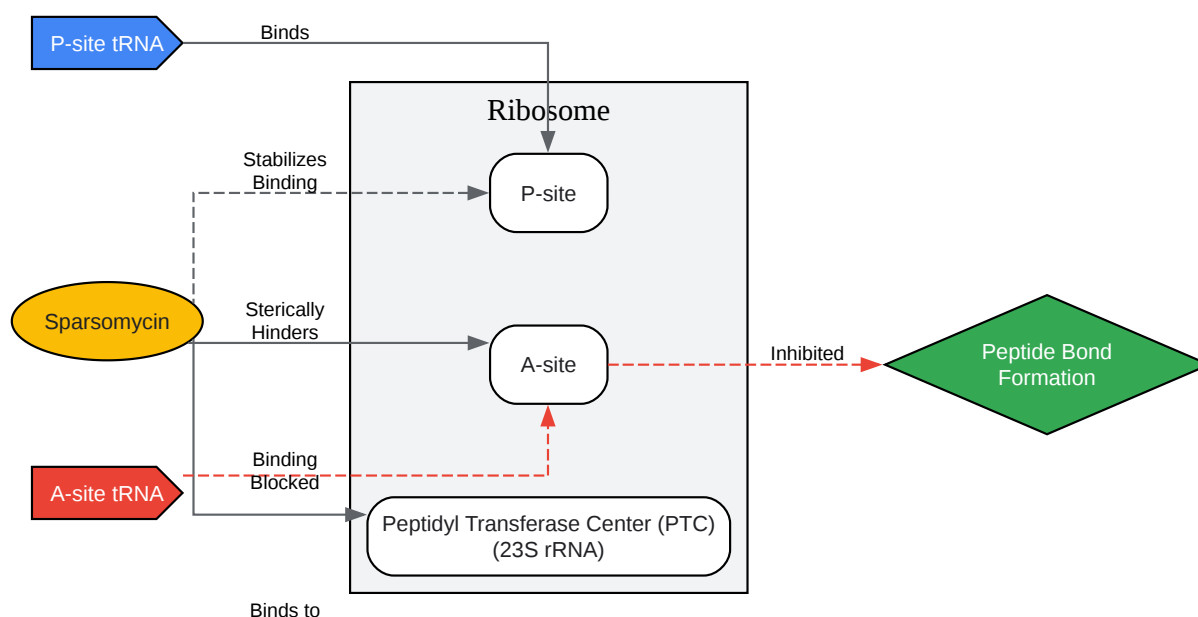 P-site tRNA
Binds
Ribosome
Stabilizes
Binding
P-site
Sparsomycin
Sterically
Hinders
A-site
Inhibited
Peptide Bond
Formation
A-site tRNA
Binding
Blocked
Peptidyl Transferase Center (PTC)
(23S rRNA)
Binds to